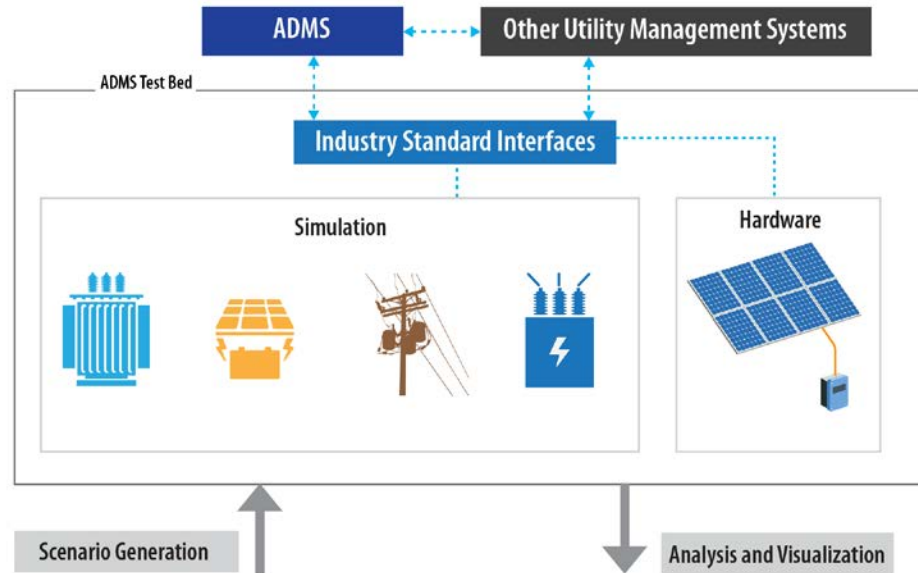 ADMS
Other Utility Management Systems
ADMS Test Bed
Industry Standard Interfaces
Simulation
Hardware
Scenario Generation
Analysis and Visualization